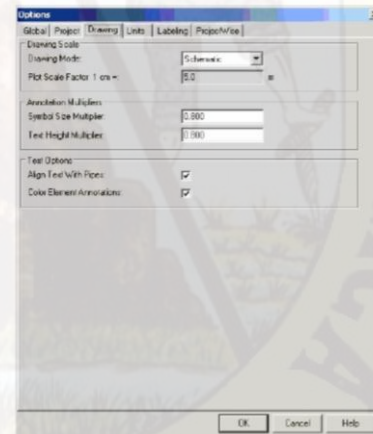 Options
Global Project Drawing Units Labeling ProjectWise
Drawing Scale
Drawing Mode: Schematic
Plot Scale Factor 1 cm =: 5.0 m
Annotation Multipliers
Symbol Size Multiplier: 0.800
Text Height Multiplier: 0.800
Text Options
Align Text With Pipes:
Color Element Annotations:
OK Cancel Help